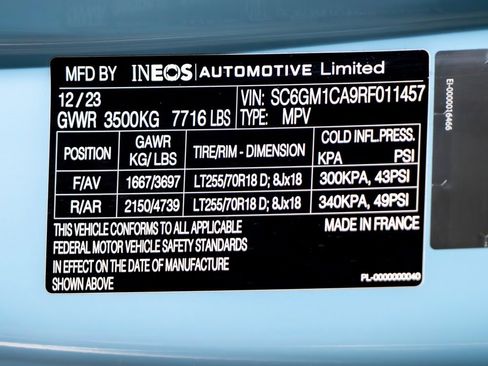 MFD BY INEOS | AUTOMOTIVE Limited
12 / 23 VIN: SC6GM1CA9RF011457
GVWR 3500KG 7716 LBS TYPE: MPV
POSITION GAWR KG/ LBS TIRE/RIM - DIMENSION COLD INFL.PRESS. KPA PSI
F/AV 1667/3697 LT255/70R18 D; 8Jx18 300KPA, 43PSI
R/AR 2150/4739 LT255/70R18 D; 8Jx18 340KPA, 49PSI
THIS VEHICLE CONFORMS TO ALL APPLICABLE MADE IN FRANCE
FEDERAL MOTOR VEHICLE SAFETY STANDARDS
IN EFFECT ON THE DATE OF MANUFACTURE
SHOWN ABOVE PL-0000000040
EI-0000016466